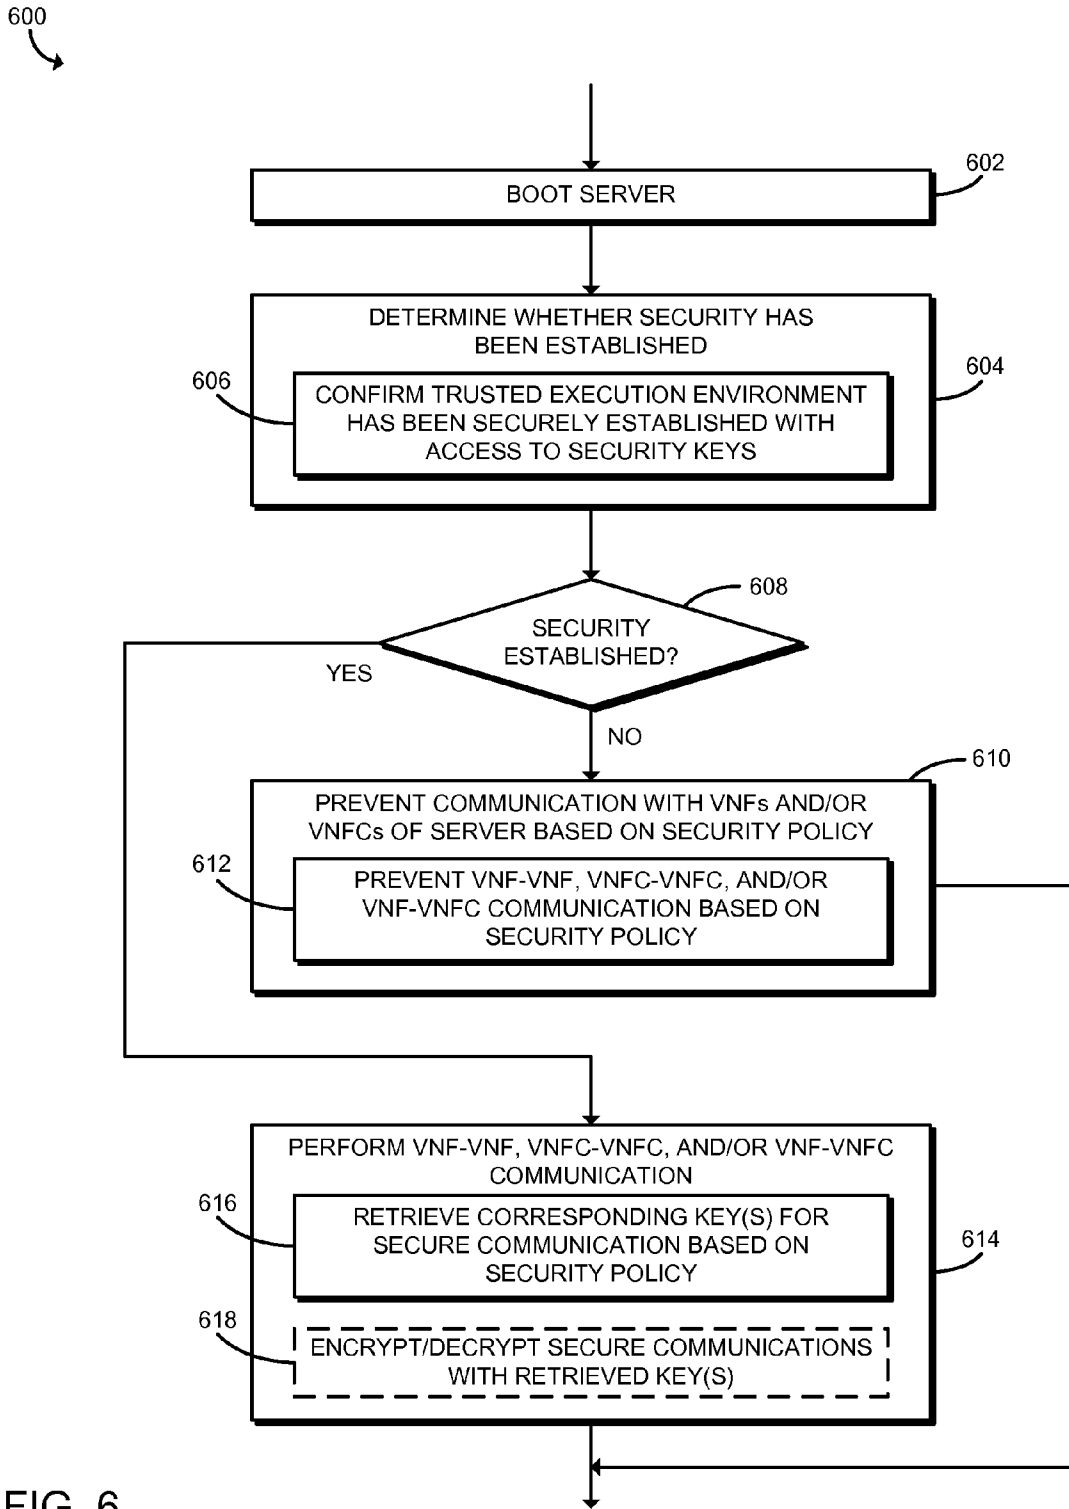 600
602
BOOT SERVER
DETERMINE WHETHER SECURITY HAS
BEEN ESTABLISHED
604
606
CONFIRM TRUSTED EXECUTION ENVIRONMENT
HAS BEEN SECURELY ESTABLISHED WITH
ACCESS TO SECURITY KEYS
608
SECURITY
ESTABLISHED?
YES
NO
610
PREVENT COMMUNICATION WITH VNFs AND/OR
VNFCs OF SERVER BASED ON SECURITY POLICY
612
PREVENT VNF-VNF, VNFC-VNFC, AND/OR
VNF-VNFC COMMUNICATION BASED ON
SECURITY POLICY
PERFORM VNF-VNF, VNFC-VNFC, AND/OR VNF-VNFC
COMMUNICATION
616
RETRIEVE CORRESPONDING KEY(S) FOR
SECURE COMMUNICATION BASED ON
SECURITY POLICY
614
618
ENCRYPT/DECRYPT SECURE COMMUNICATIONS
WITH RETRIEVED KEY(S)
FIG. 6